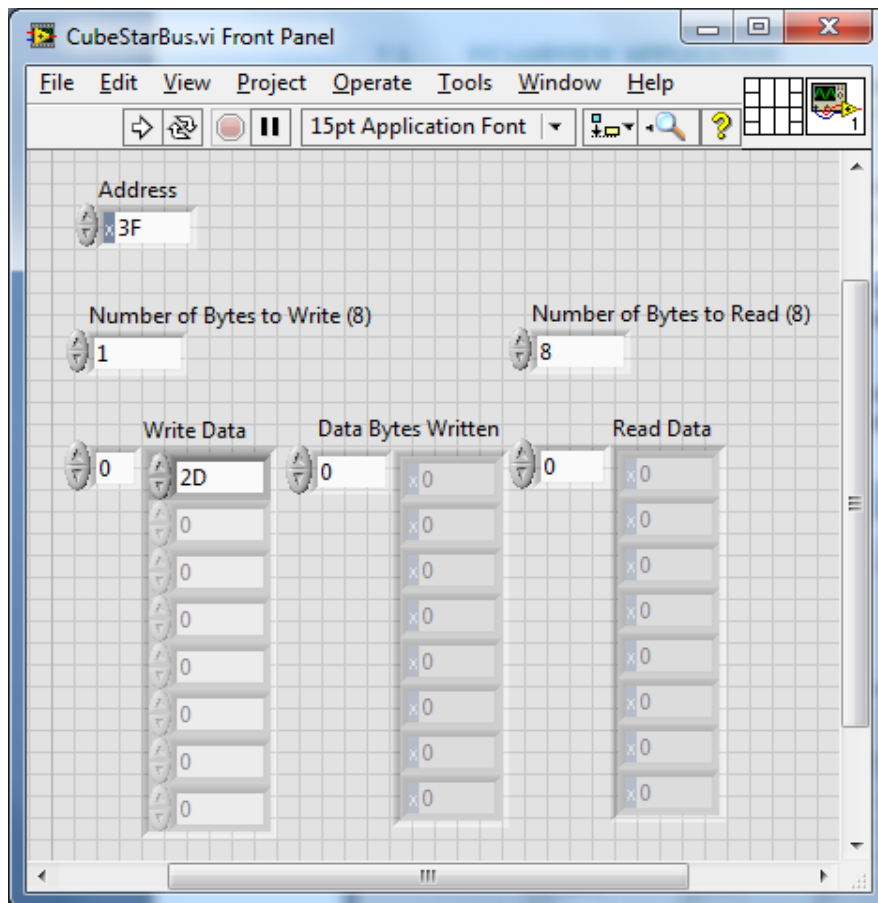 CubeStarBus.vi Front Panel
File Edit View Project Operate Tools Window Help
15pt Application Font
1
Address
x 3F
Number of Bytes to Write (8)
Number of Bytes to Read (8)
1
8
Write Data
Data Bytes Written
Read Data
0 2D 0 x 0 0 x 0
0 x 0 x 0
0 x 0 x 0
0 x 0 x 0
0 x 0 x 0
0 x 0 x 0
0 x 0 x 0
0 x 0 x 0